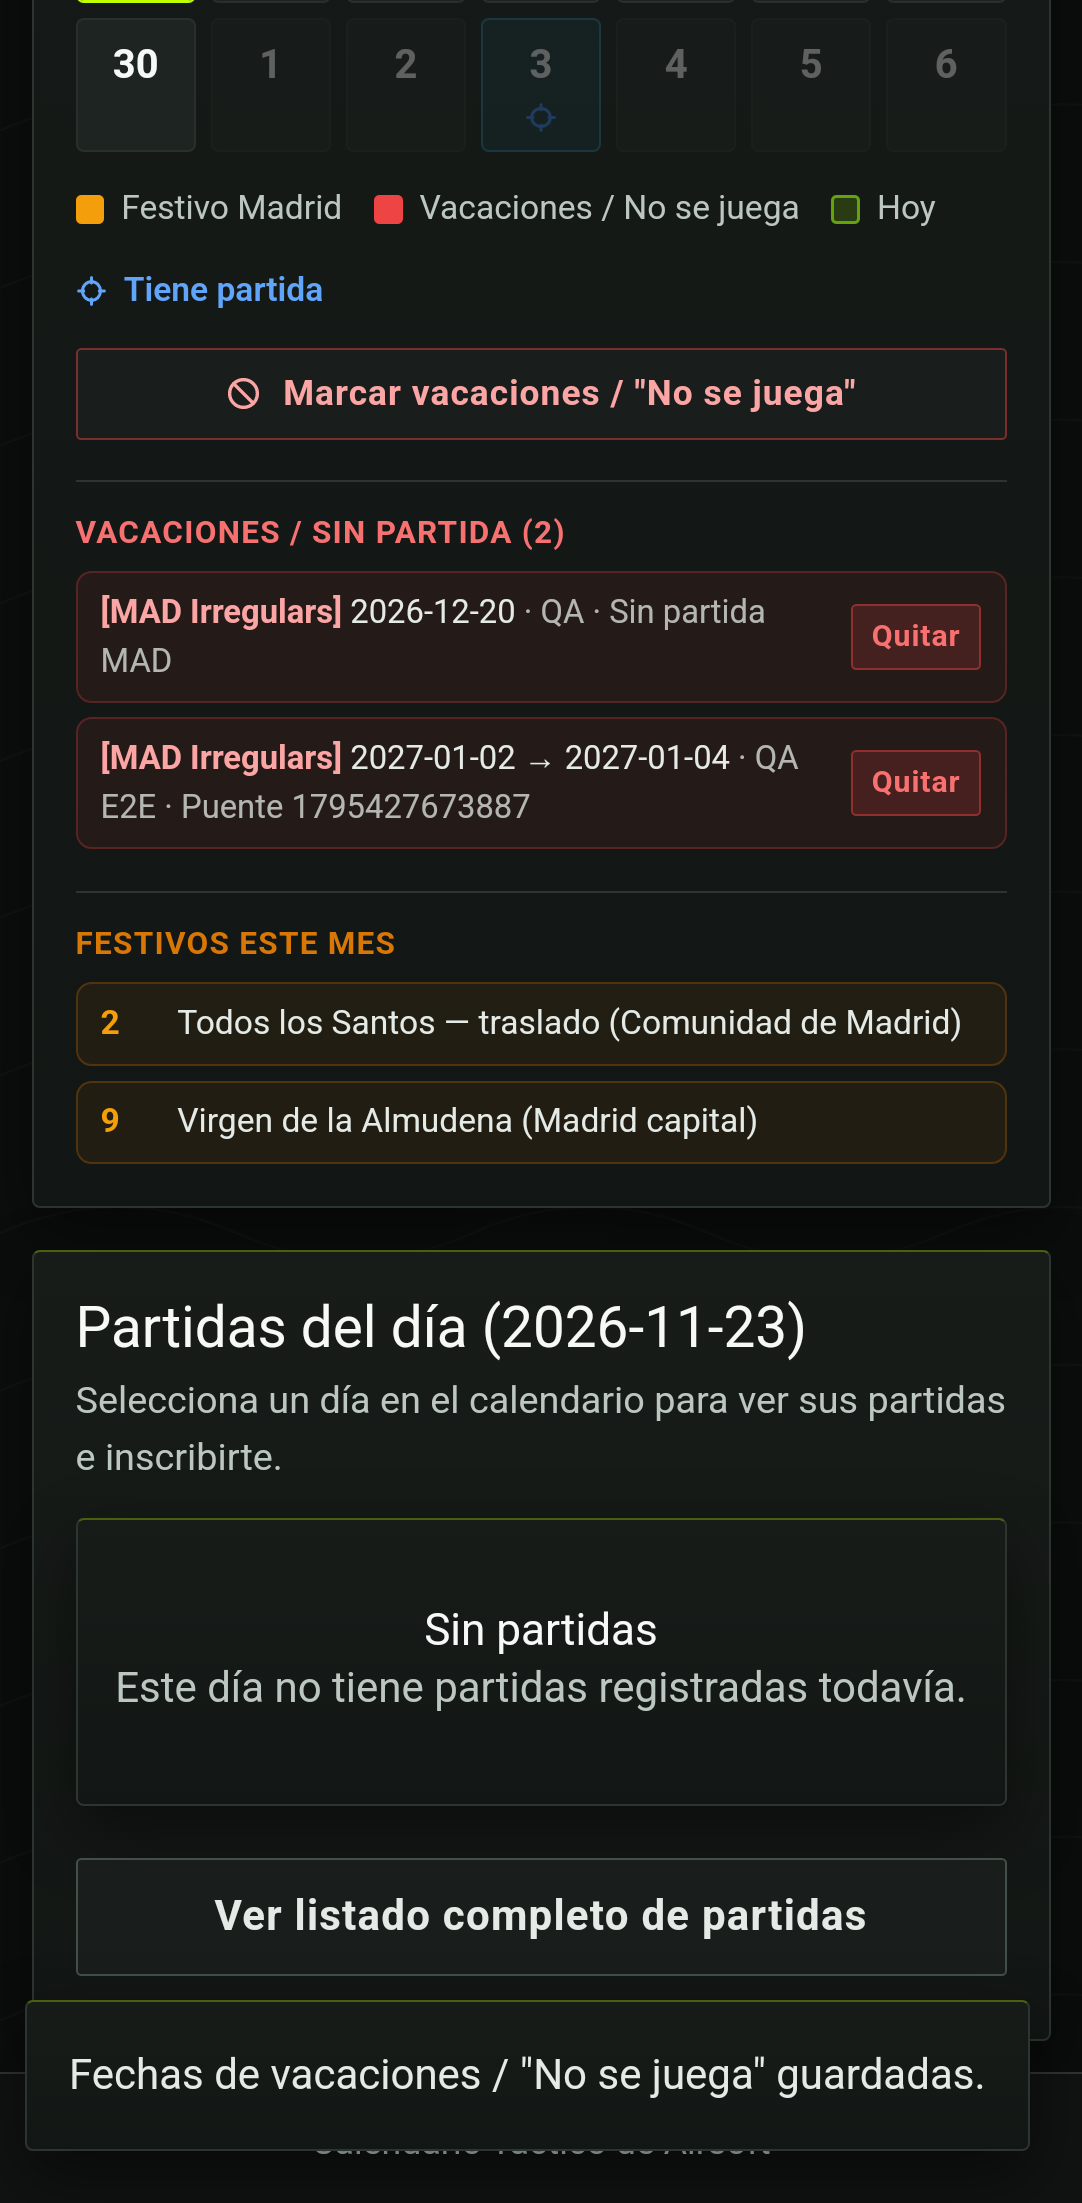 30 1 2 3 4 5 6
Festivo Madrid Vacaciones / No se juega Hoy
Tiene partida
Marcar vacaciones / "No se juega"
VACACIONES / SIN PARTIDA (2)
[MAD Irregulars] 2026-12-20 · QA · Sin partida
MAD
Quitar
[MAD Irregulars] 2027-01-02 → 2027-01-04 · QA
E2E · Puente 1795427673887
Quitar
FESTIVOS ESTE MES
2 Todos los Santos — traslado (Comunidad de Madrid)
9 Virgen de la Almudena (Madrid capital)
Partidas del día (2026-11-23)
Selecciona un día en el calendario para ver sus partidas
e inscribirte.
Sin partidas
Este día no tiene partidas registradas todavía.
Ver listado completo de partidas
Fechas de vacaciones / "No se juega" guardadas.